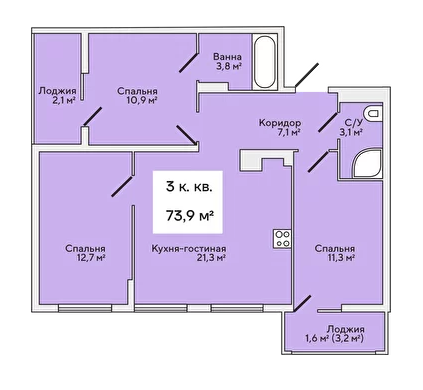 Ванна
3,8 м²
Лоджия
2,1 м²
Спальня
10,9 м²
Коридор
7,1 м²
С/У
3,1 м²
3 к. кв.
73,9 м²
Спальня
12,7 м²
Кухня-гостиная
21,3 м²
Спальня
11,3 м²
Лоджия
1,6 м² (3,2 м²)